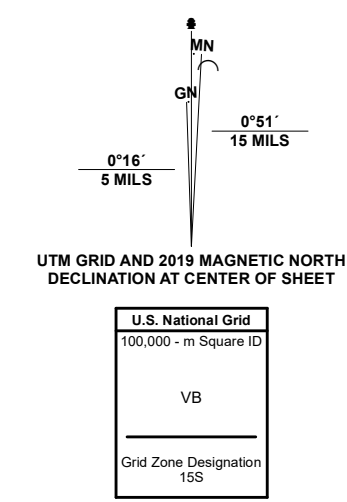 MN
GN
0°51´
15 MILS
0°16´
5 MILS
UTM GRID AND 2019 MAGNETIC NORTH
DECLINATION AT CENTER OF SHEET
U.S. National Grid
100,000 - m Square ID
VB
Grid Zone Designation
15S